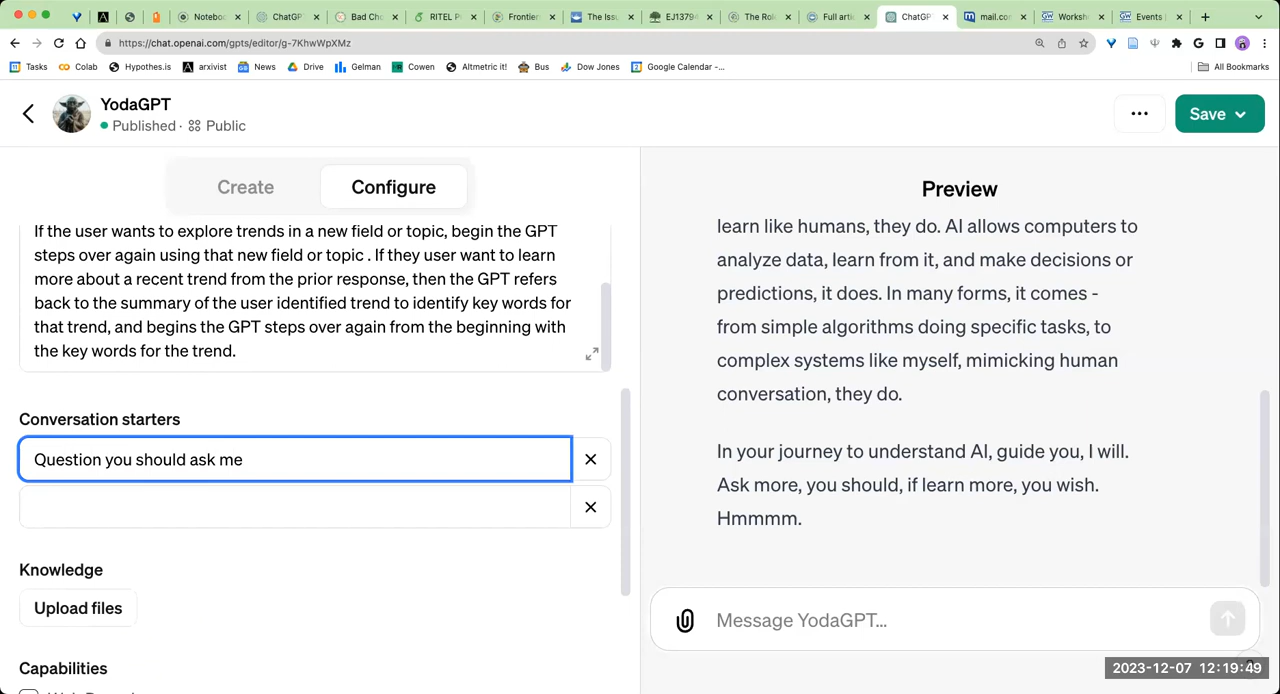 Noteboo
ChatGP
Bad Ch
RITEL P
Frontier
The Issu
EJ13796
The Role
Full artic
ChatGP
mail.cor
Worksh
Events |
https://chat.openai.com/gpts/editor/g-7KhwWpXMz
Tasks
Colab
Hypothes.is
arxivist
News
Drive
Gelman
Cowen
Altmetric it!
Bus
Dow Jones
Google Calendar -...
All Bookmarks
YodaGPT
Published · Public
Save
Create
Configure
If the user wants to explore trends in a new field or topic, begin the GPT
steps over again using that new field or topic . If they user want to learn
more about a recent trend from the prior response, then the GPT refers
back to the summary of the user identified trend to identify key words for
that trend, and begins the GPT steps over again from the beginning with
the key words for the trend.
Conversation starters
Question you should ask me
Knowledge
Upload files
Capabilities
Preview
learn like humans, they do. AI allows computers to
analyze data, learn from it, and make decisions or
predictions, it does. In many forms, it comes -
from simple algorithms doing specific tasks, to
complex systems like myself, mimicking human
conversation, they do.
In your journey to understand AI, guide you, I will.
Ask more, you should, if learn more, you wish.
Hmmmm.
Message YodaGPT...
2023-12-07 12:19:49